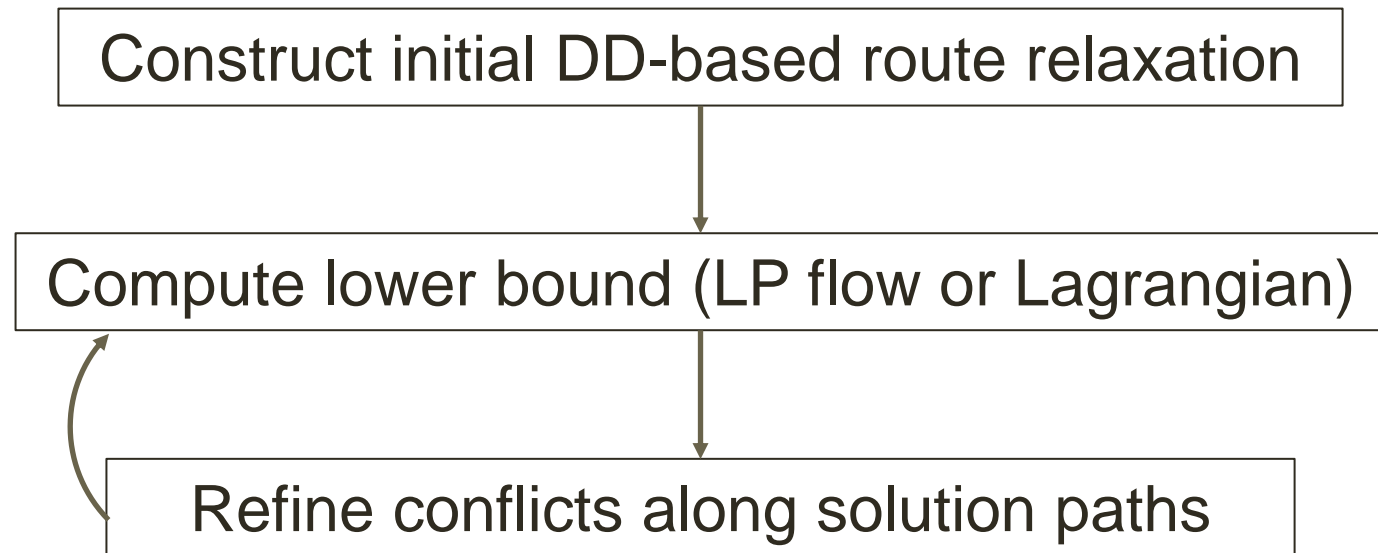 Construct initial DD-based route relaxation
Compute lower bound (LP flow or Lagrangian)
Refine conflicts along solution paths